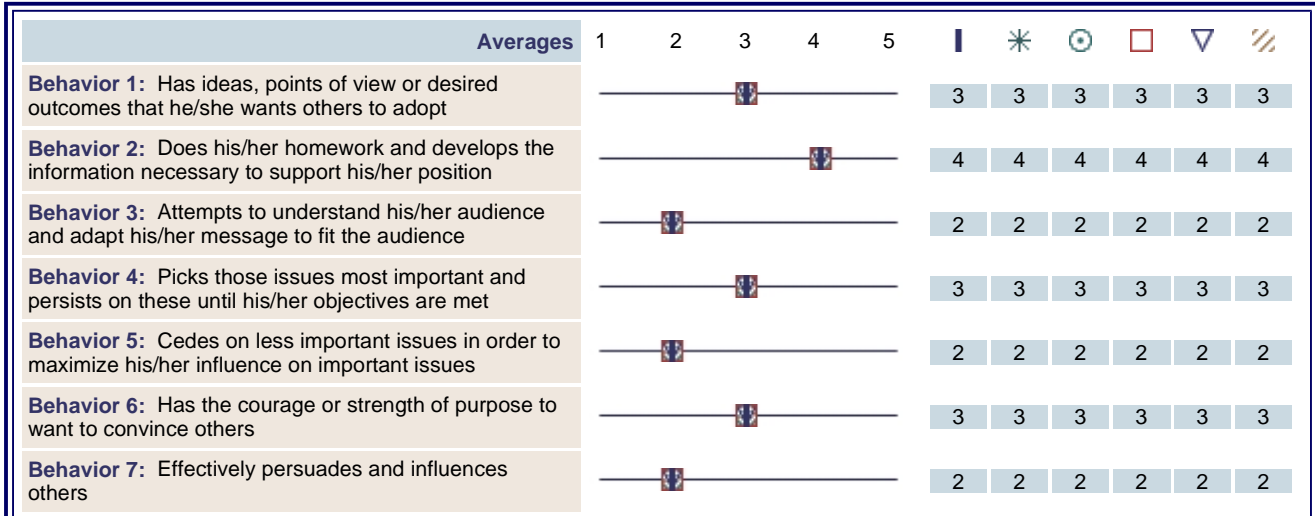 Averages 1 2 3 4 5
Behavior 1: Has ideas, points of view or desired
outcomes that he/she wants others to adopt
3 3 3 3 3 3
Behavior 2: Does his/her homework and develops the
information necessary to support his/her position
4 4 4 4 4 4
Behavior 3: Attempts to understand his/her audience
and adapt his/her message to fit the audience
2 2 2 2 2 2
Behavior 4: Picks those issues most important and
persists on these until his/her objectives are met
3 3 3 3 3 3
Behavior 5: Cedes on less important issues in order to
maximize his/her influence on important issues
2 2 2 2 2 2
Behavior 6: Has the courage or strength of purpose to
want to convince others
3 3 3 3 3 3
Behavior 7: Effectively persuades and influences
others
2 2 2 2 2 2